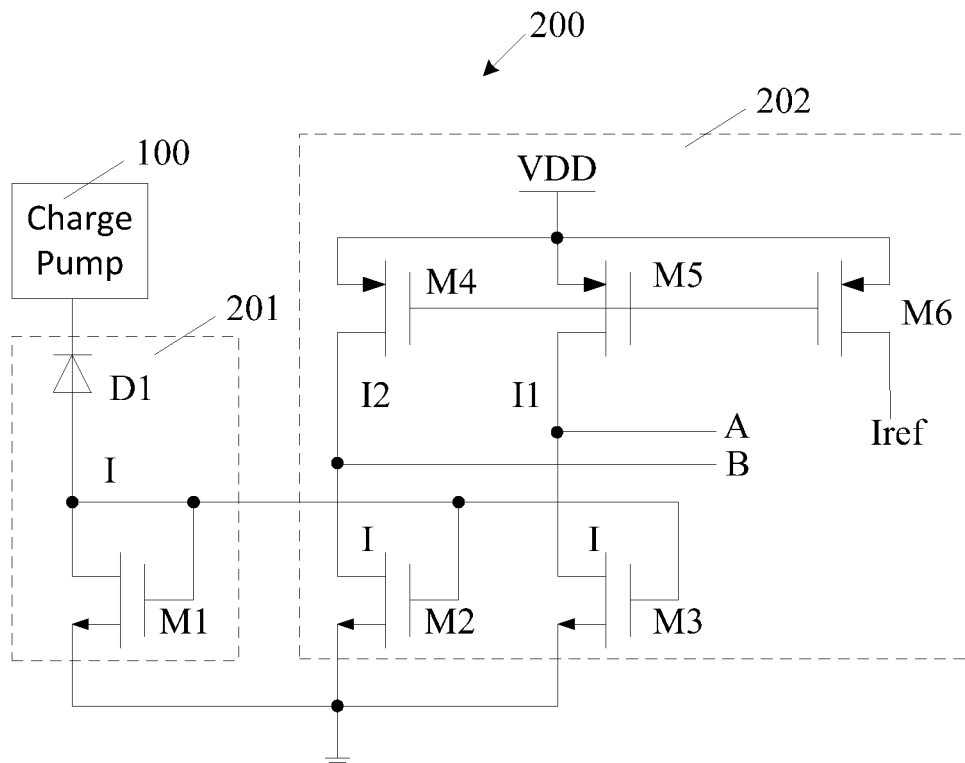 200
202
100
VDD
Charge
Pump
M4
M5
M6
201
D1
I2
I1
A
Iref
B
I
I
I
M1
M2
M3